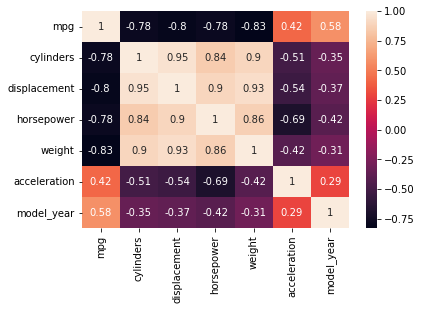 mpg 1 -0.78 -0.8 -0.78 -0.83 0.42 0.58
cylinders -0.78 1 0.95 0.84 0.9 -0.51 -0.35
displacement -0.8 0.95 1 0.9 0.93 -0.54 -0.37
horsepower -0.78 0.84 0.9 1 0.86 -0.69 -0.42
weight -0.83 0.9 0.93 0.86 1 -0.42 -0.31
acceleration 0.42 -0.51 -0.54 -0.69 -0.42 1 0.29
model_year 0.58 -0.35 -0.37 -0.42 -0.31 0.29 1
mpg cylinders displacement horsepower weight acceleration model_year
1.00
0.75
0.50
0.25
0.00
-0.25
-0.50
-0.75